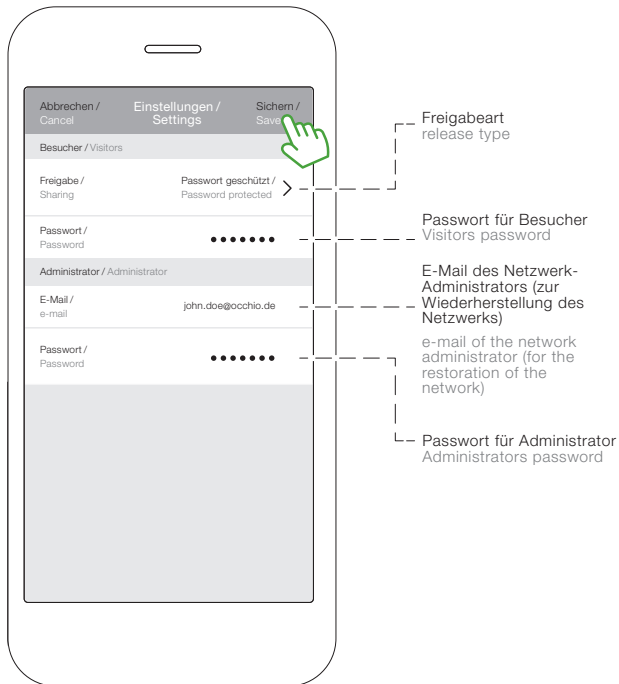 Abbrechen /
Cancel
Einstellungen /
Settings
Sichern /
Save
Besucher / Visitors
Freigabe /
Sharing
Passwort geschützt /
Password protected
Passwort /
Password
●●●●●●●
Administrator / Administrator
E-Mail /
e-mail
john.doe@occhio.de
Passwort /
Password
●●●●●●●
Freigabeart
release type
Passwort für Besucher
Visitors password
E-Mail des Netzwerk-
Administrators (zur
Wiederherstellung des
Netzwerks)
e-mail of the network
administrator (for the
restoration of the
network)
Passwort für Administrator
Administrators password